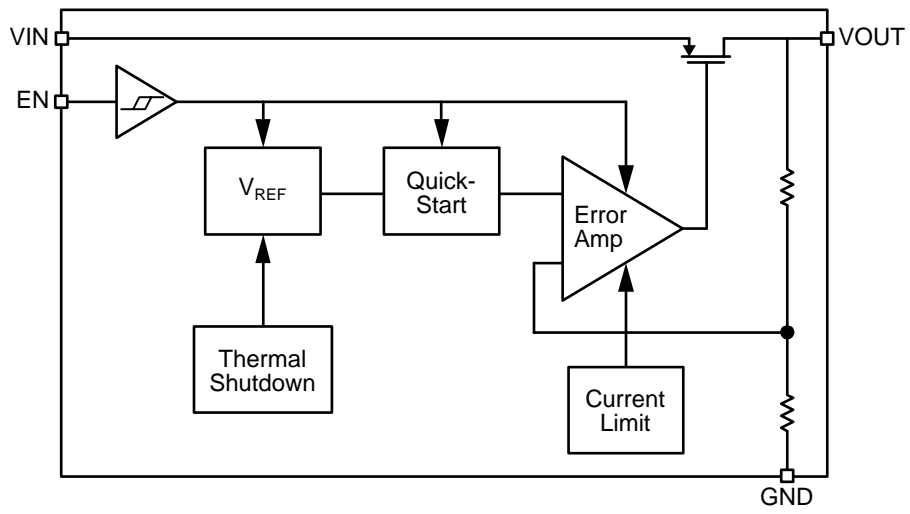 VIN
VOUT
EN
VREF
Quick-
Start
Error
Amp
Thermal
Shutdown
Current
Limit
GND